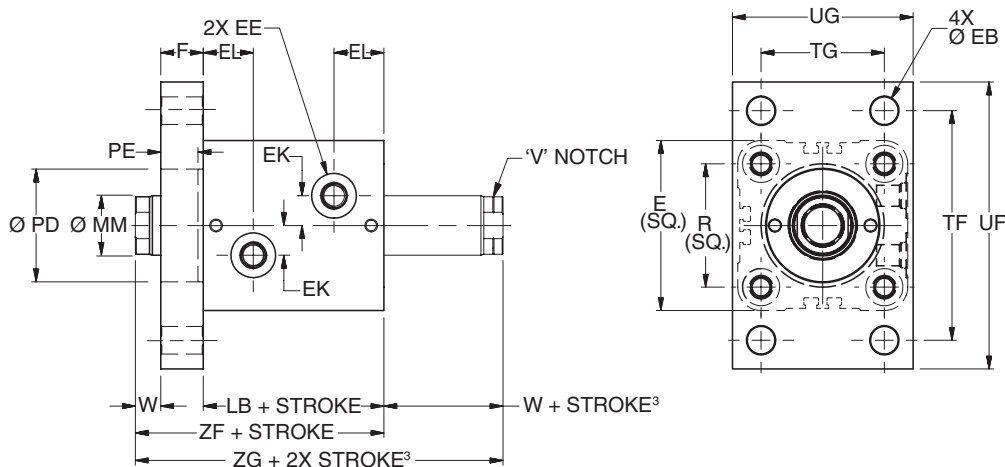 2X EE
F
EL
EL
PE
EK
'V' NOTCH
Ø PD
Ø MM
EK
W
LB + STROKE
W + STROKE³
ZF + STROKE
ZG + 2X STROKE³
UG
4X
Ø EB
TG
E
(SQ.)
R
(SQ.)
TF
UF